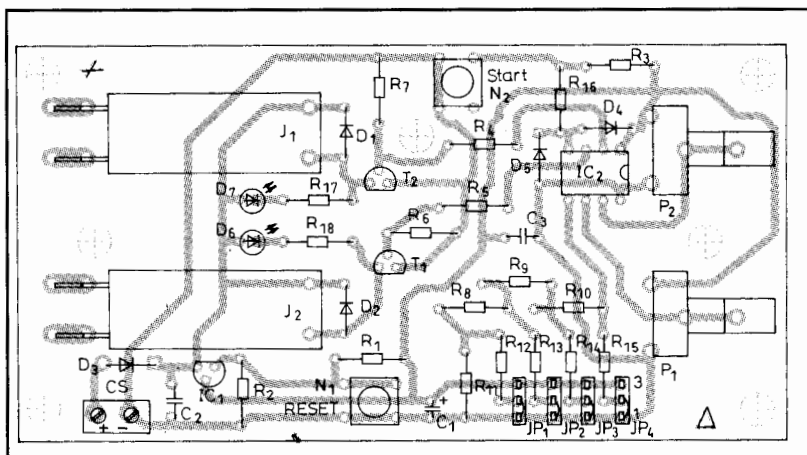 R3
Start
N2
R16
R7
D4
J1
D1
R4
D5
IC2
T2
D7
R17
R5
P2
R6
C3
D6
R18
T1
R9
J2
D2
R8
R10
R1
R12
R13
R14
R15
D3
P1
CS
IC1
R2
N1
R11
3
RESET
+ -
C2
+
C1
1
JP1
JP2
JP3
JP4